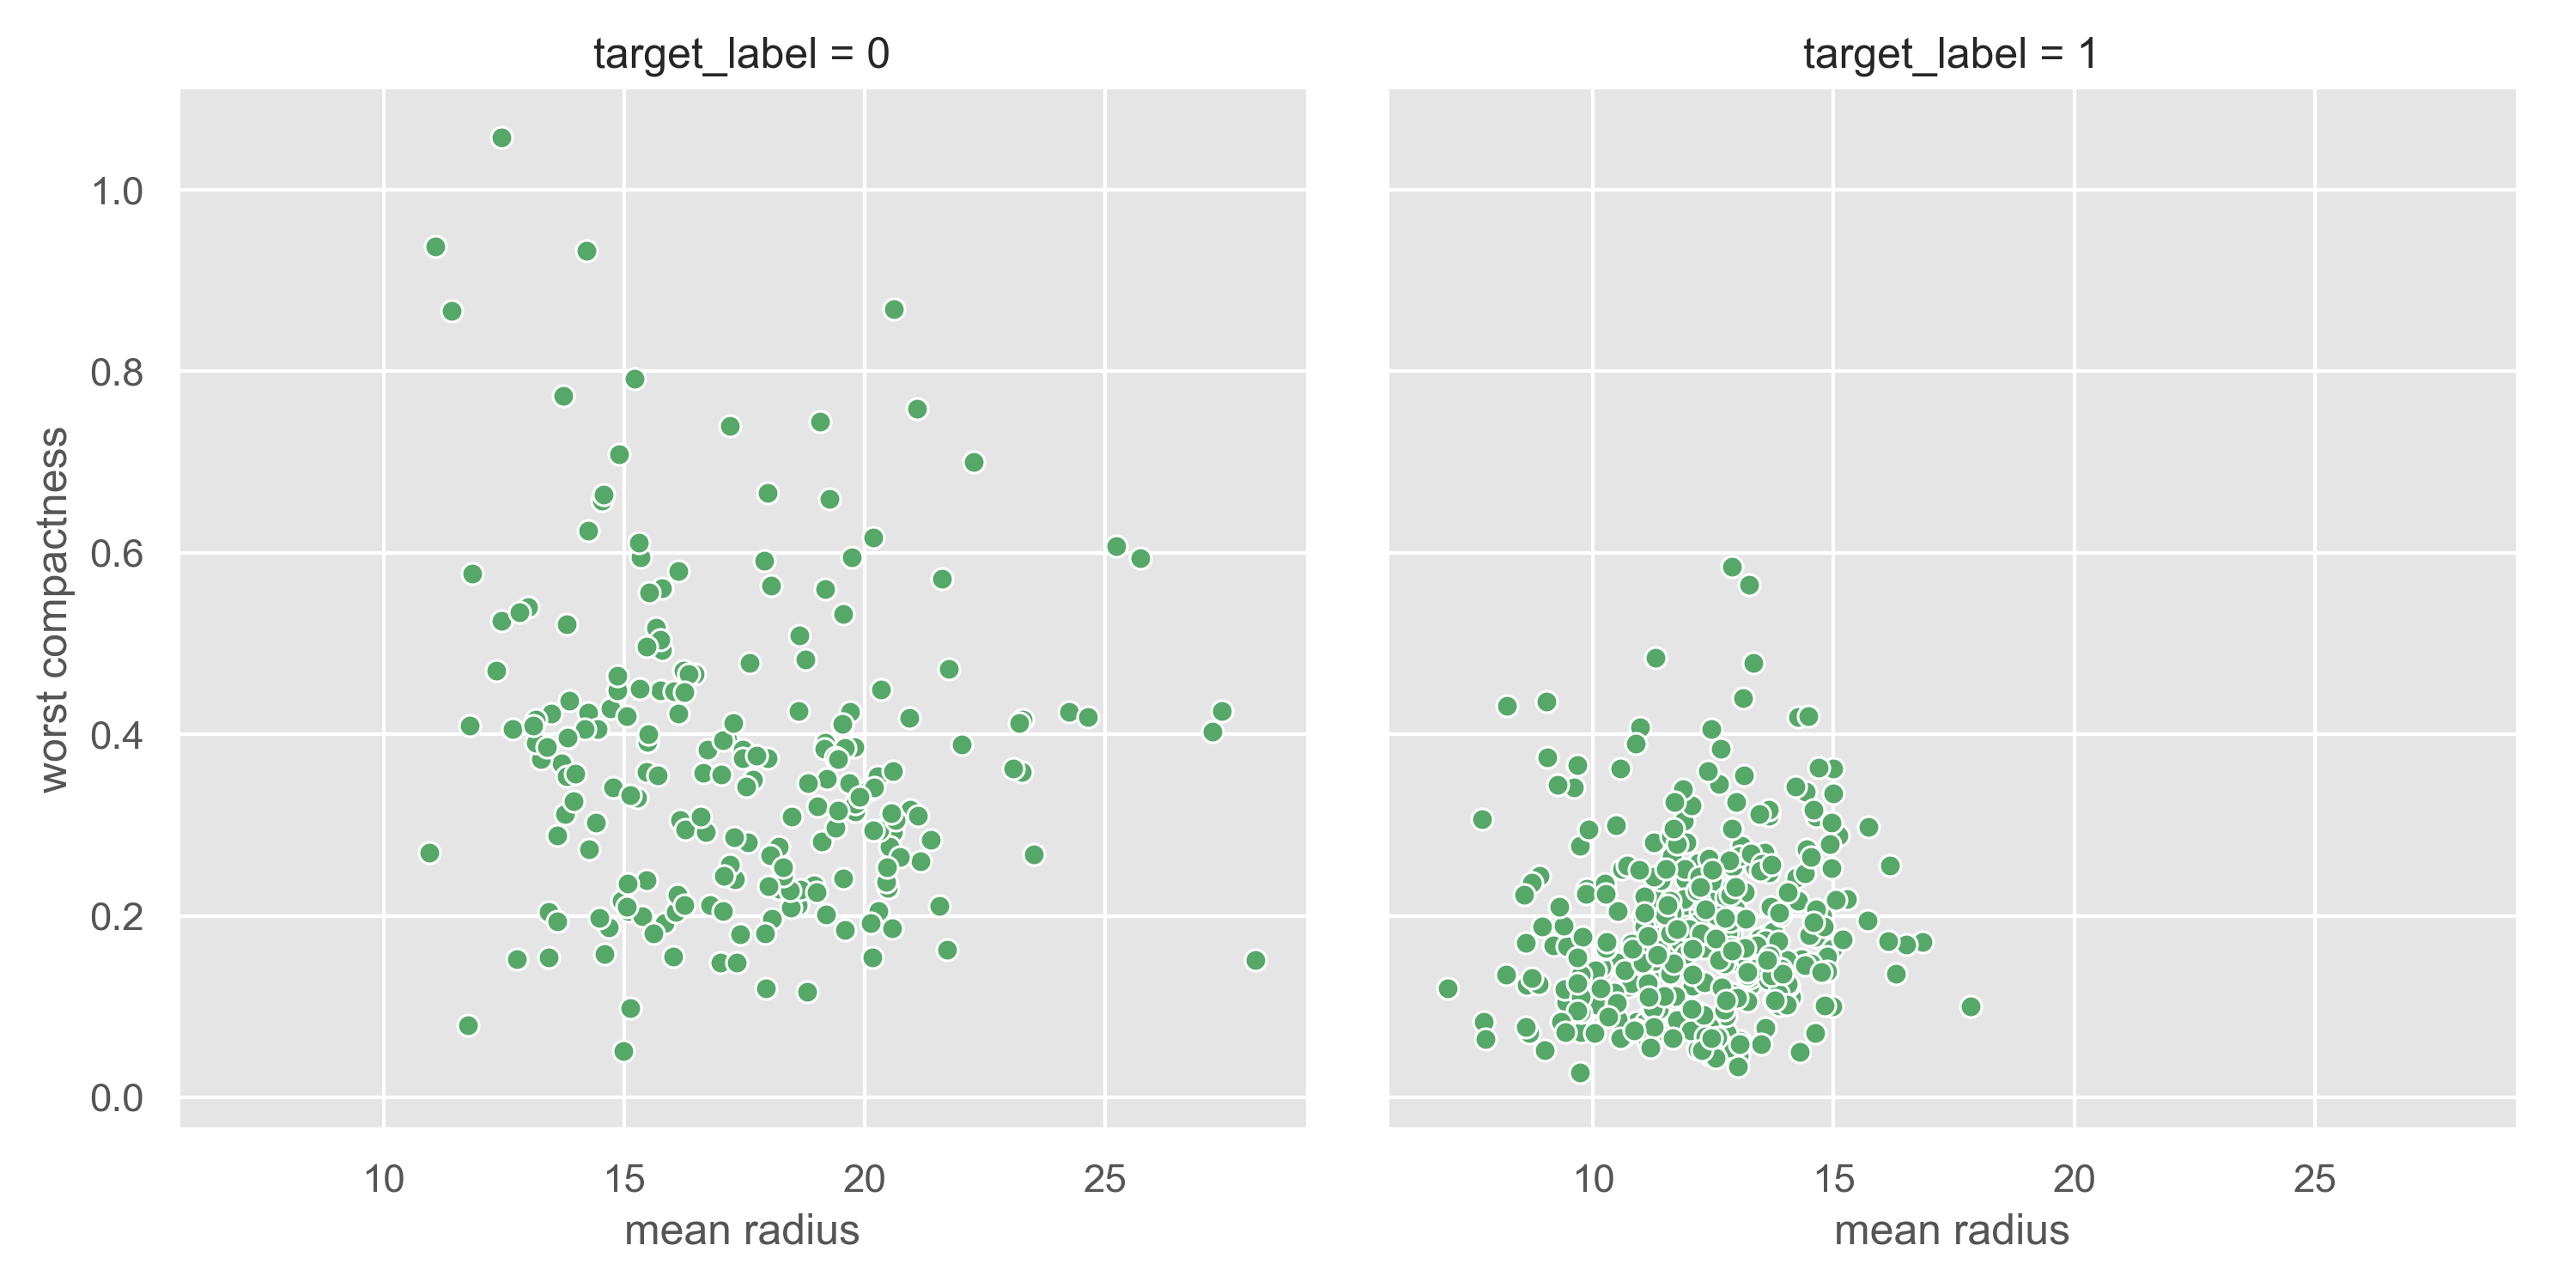 target_label = 0
target_label = 1
worst compactness
1.0
0.8
0.6
0.4
0.2
0.0
10 15 20 25
10 15 20 25
mean radius
mean radius